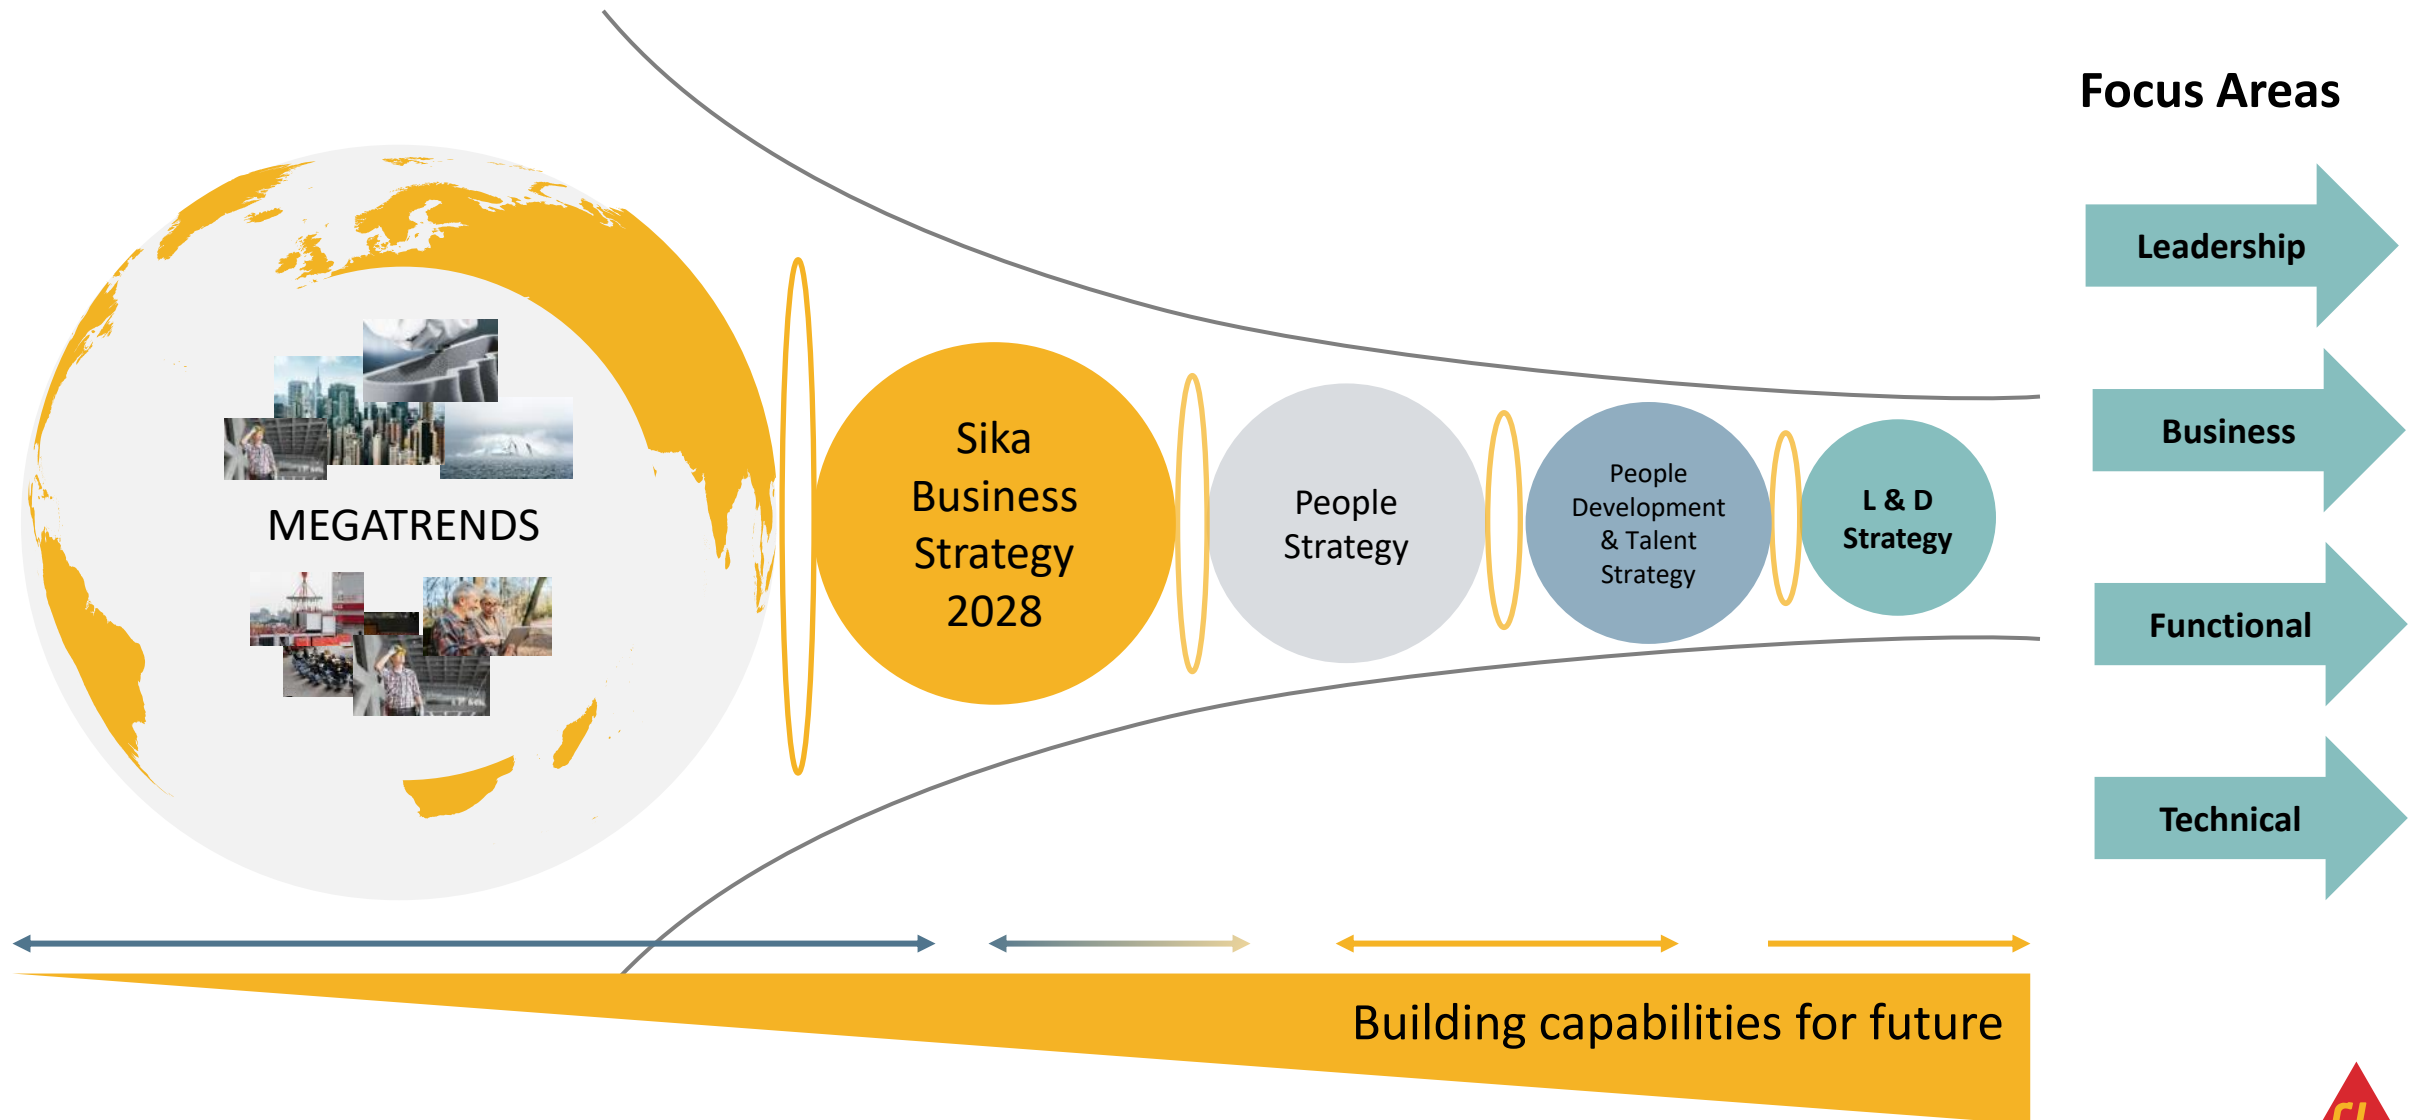 Focus Areas
MEGATRENDS
Sika
Business
Strategy
2028
People
Strategy
People
Development
& Talent
Strategy
L & D
Strategy
Leadership
Business
Functional
Technical
Building capabilities for future